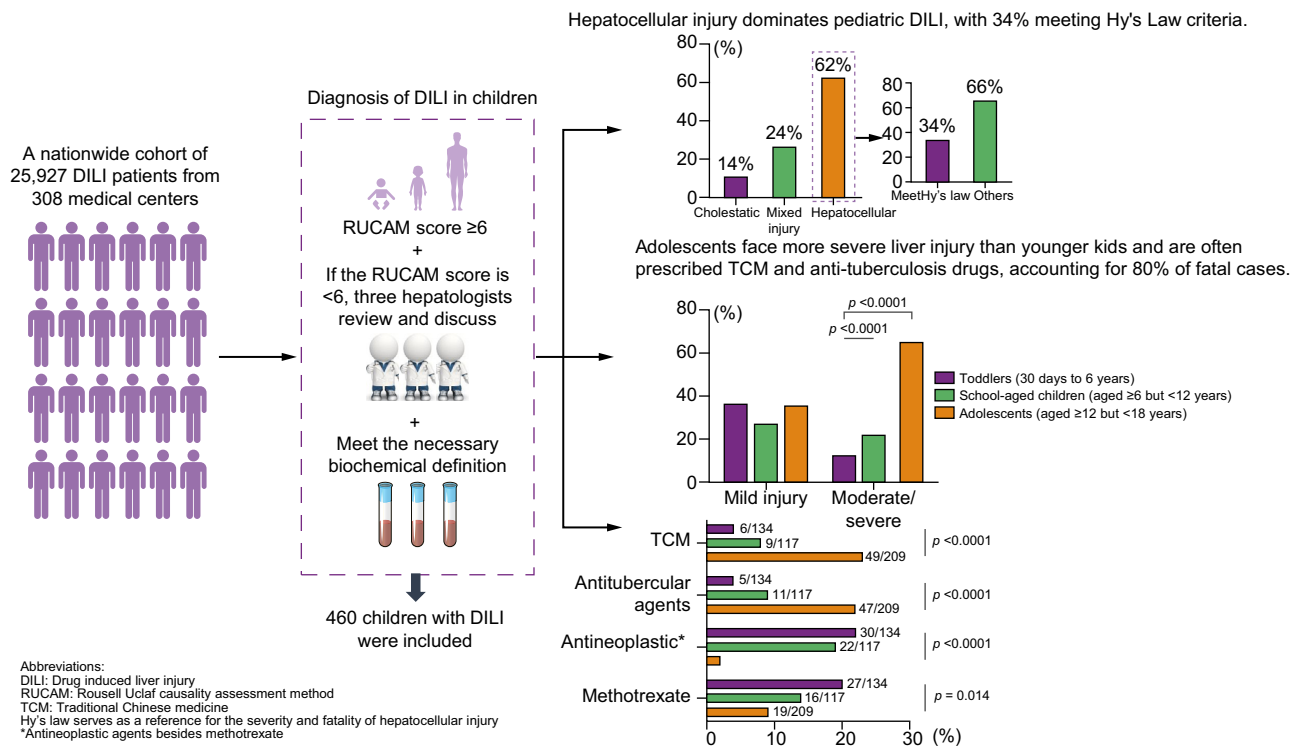 Hepatocellular injury dominates pediatric DILI, with 34% meeting Hy's Law criteria.
A nationwide cohort of
25,927 DILI patients from
308 medical centers
Diagnosis of DILI in children
RUCAM score ≥6
+
If the RUCAM score is
<6, three hepatologists
review and discuss
+
Meet the necessary
biochemical definition
460 children with DILI
were included
(%)
80
60
40
20
0
14%
24%
62%
Cholestatic
Mixed
injury
Hepatocellular
80
60
40
20
0
34%
66%
MeetHy's law
Others
Adolescents face more severe liver injury than younger kids and are often
prescribed TCM and anti-tuberculosis drugs, accounting for 80% of fatal cases.
(%)
80
60
40
20
0
p <0.0001
p <0.0001
Mild injury
Moderate/
severe
Toddlers (30 days to 6 years)
School-aged children (aged ≥6 but <12 years)
Adolescents (aged ≥12 but <18 years)
TCM
6/134
9/117
49/209
p <0.0001
Antitubercular
agents
5/134
11/117
47/209
p <0.0001
Antineoplastic*
30/134
22/117
p <0.0001
Methotrexate
27/134
16/117
19/209
p = 0.014
0
10
20
30
(%)
Abbreviations:
DILI: Drug induced liver injury
RUCAM: Rousell Uclaf causality assessment method
TCM: Traditional Chinese medicine
Hy's law serves as a reference for the severity and fatality of hepatocellular injury
*Antineoplastic agents besides methotrexate